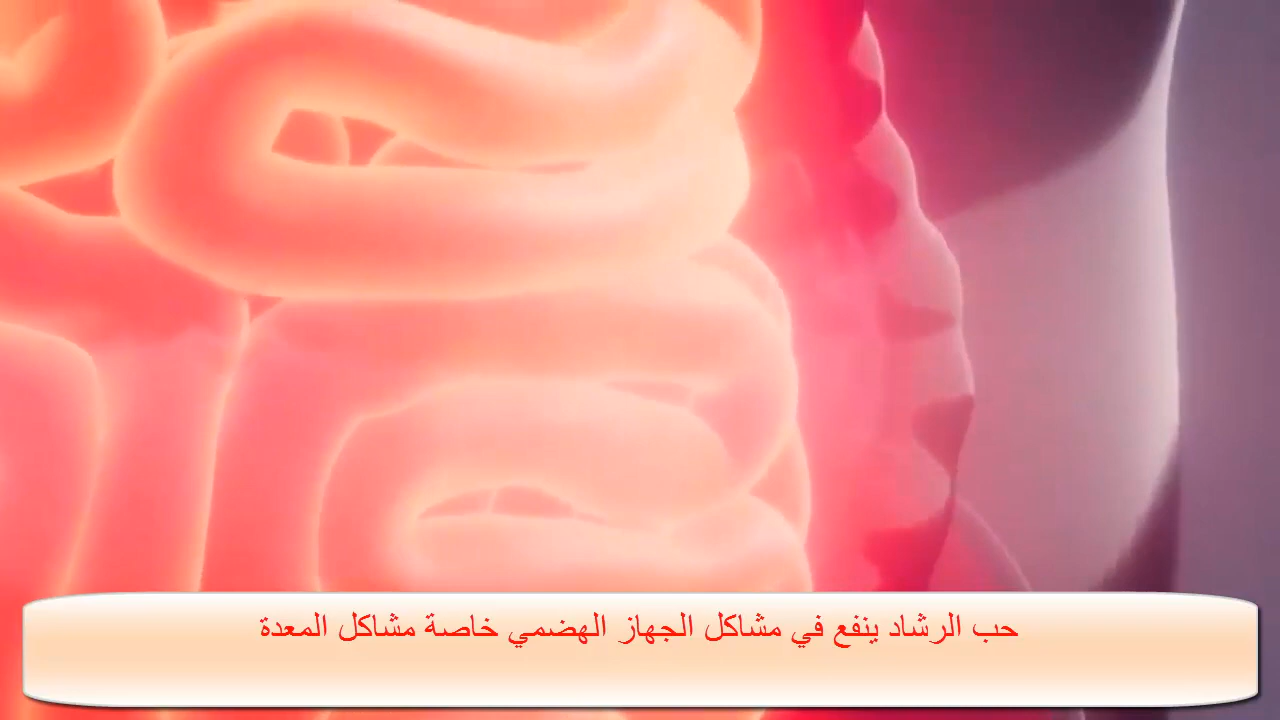 حب الرشاد ينفع في مشاكل الجهاز الهضمي خاصة مشاكل المعدة